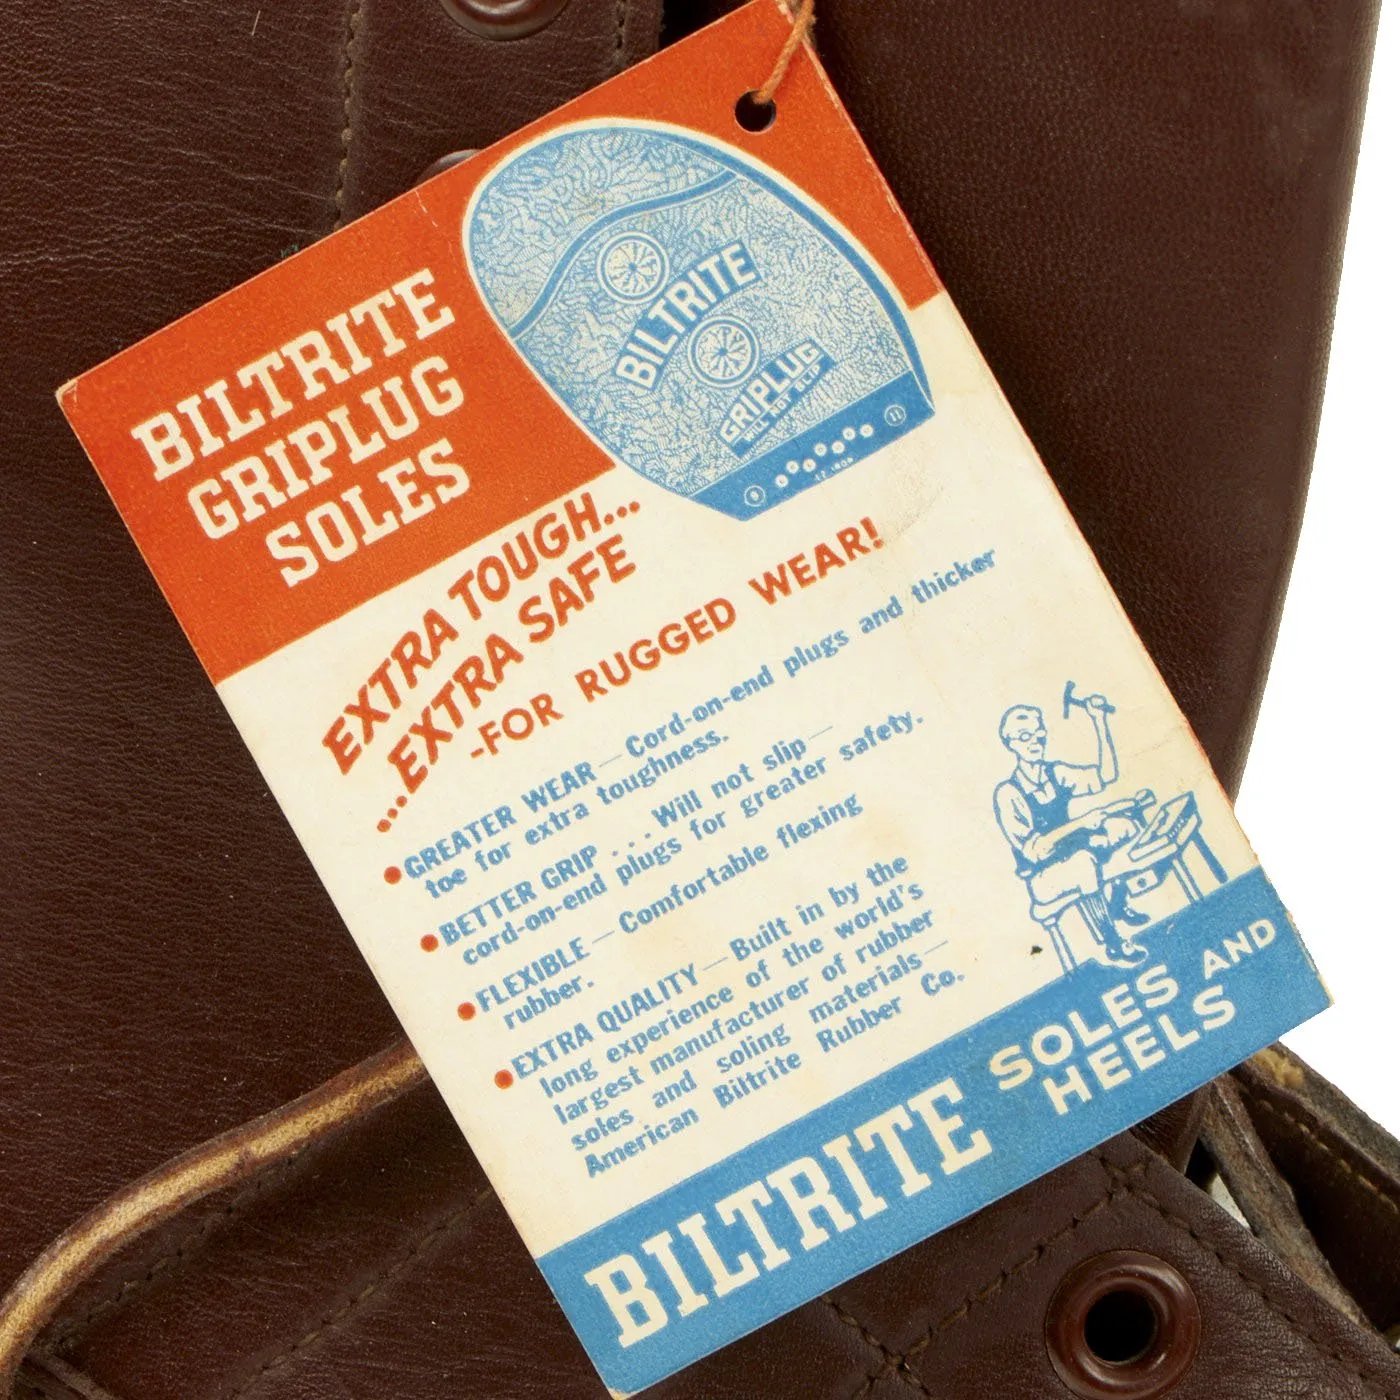 BILTRITE
GRIPLUG
SOLES
BILTRITE
GRIPLUG
WILL NOT SLIP
EXTRA TOUGH...
...EXTRA SAFE
-FOR RUGGED WEAR!
•GREATER WEAR — Cord-on-end plugs and thicker
toe for extra toughness.
•BETTER GRIP . . . Will not slip —
cord-on-end plugs for greater safety.
•FLEXIBLE — Comfortable flexing
rubber.
•EXTRA QUALITY — Built in by the
long experience of the world's
largest manufacturer of rubber
soles and soling materials —
American Biltrite Rubber Co.
BILTRITE SOLES AND
HEELS